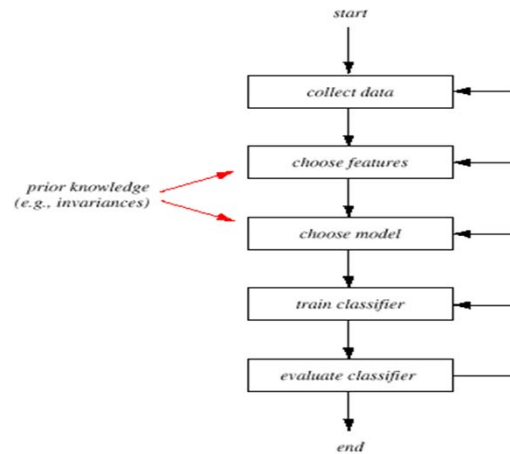 start
collect data
choose features
prior knowledge
(e.g., invariances)
choose model
train classifier
evaluate classifier
end